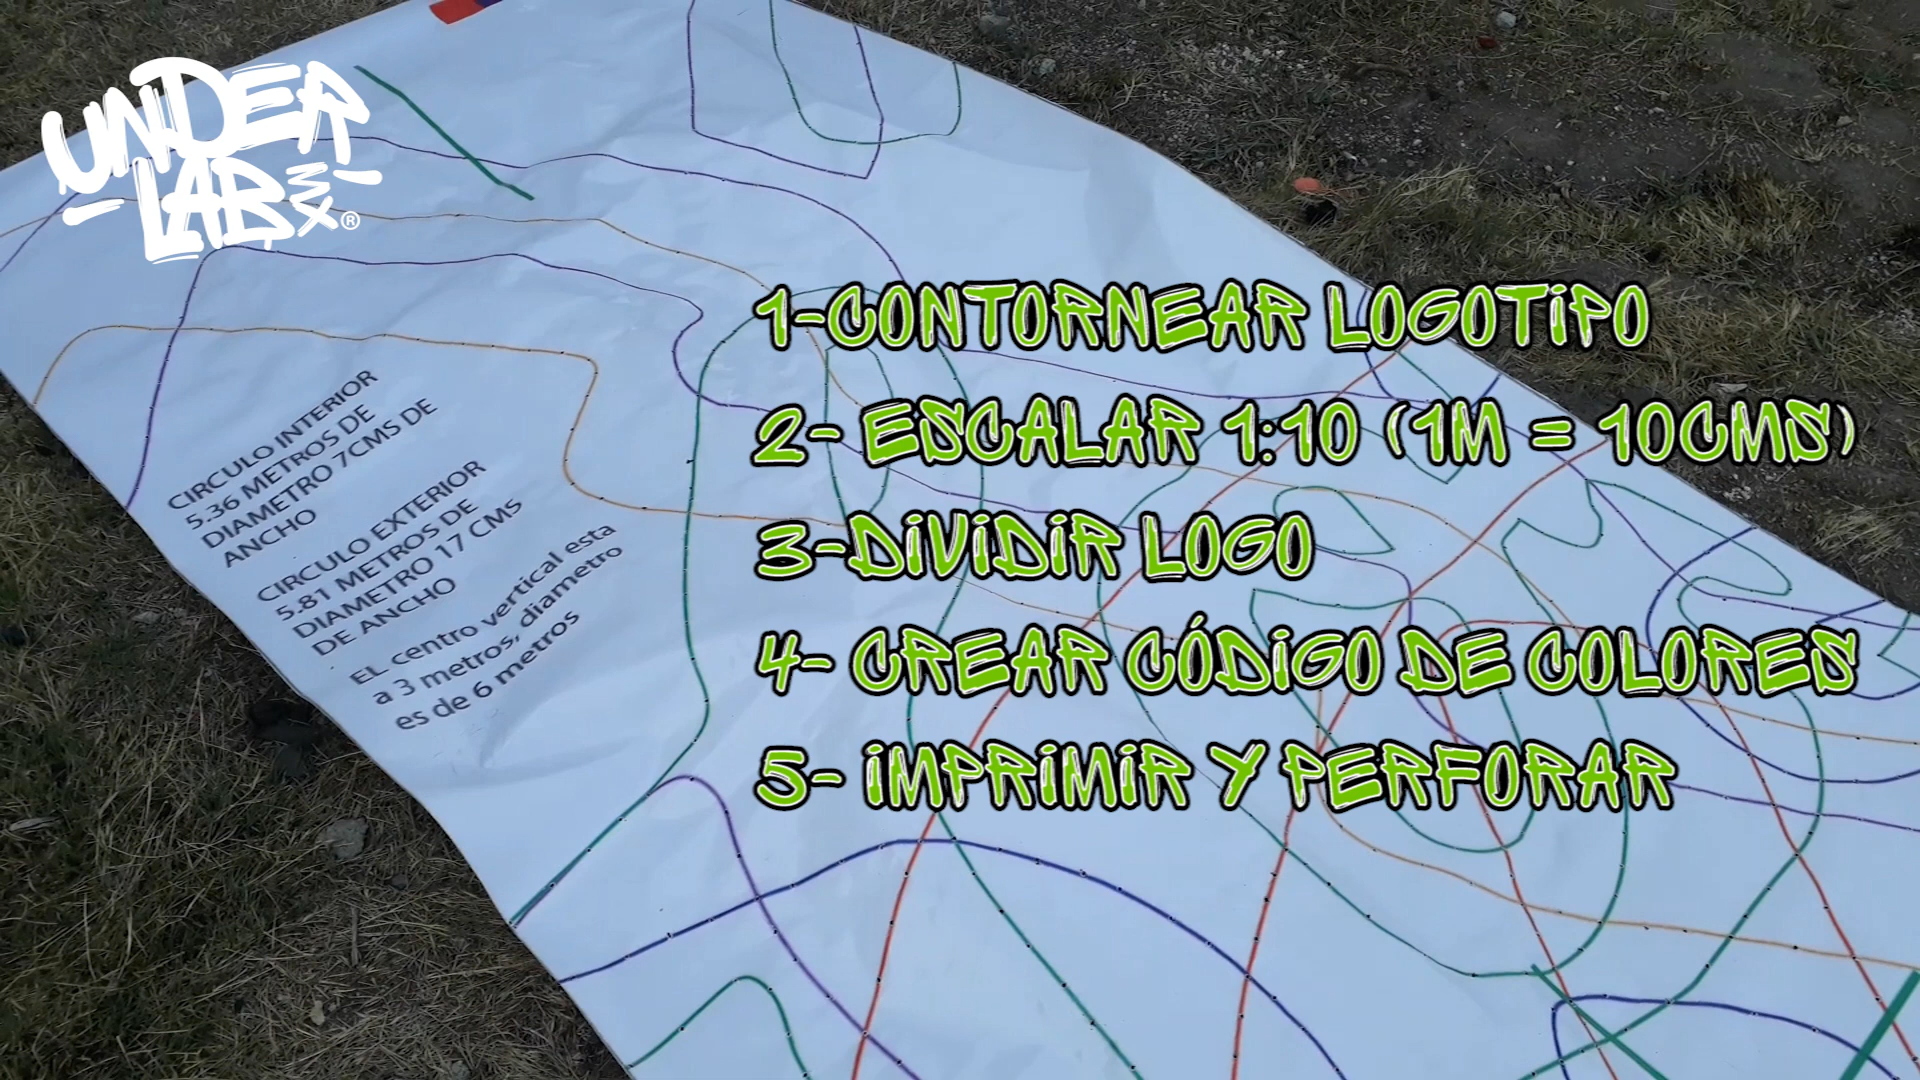 UNDER
LAB MX®
1-CONTORNEAR LOGOTIPO
2- ESCALAR 1:10 (1M = 10CMS)
3-DIVIDIR LOGO
4- CREAR CÓDIGO DE COLORES
5- IMPRIMIR Y PERFORAR
CIRCULO INTERIOR
5.36 METROS DE
DIAMETRO 7CMS DE
ANCHO
CIRCULO EXTERIOR
5.81 METROS DE
DIAMETRO 17 CMS
DE ANCHO
EL centro vertical esta
a 3 metros, diametro
es de 6 metros